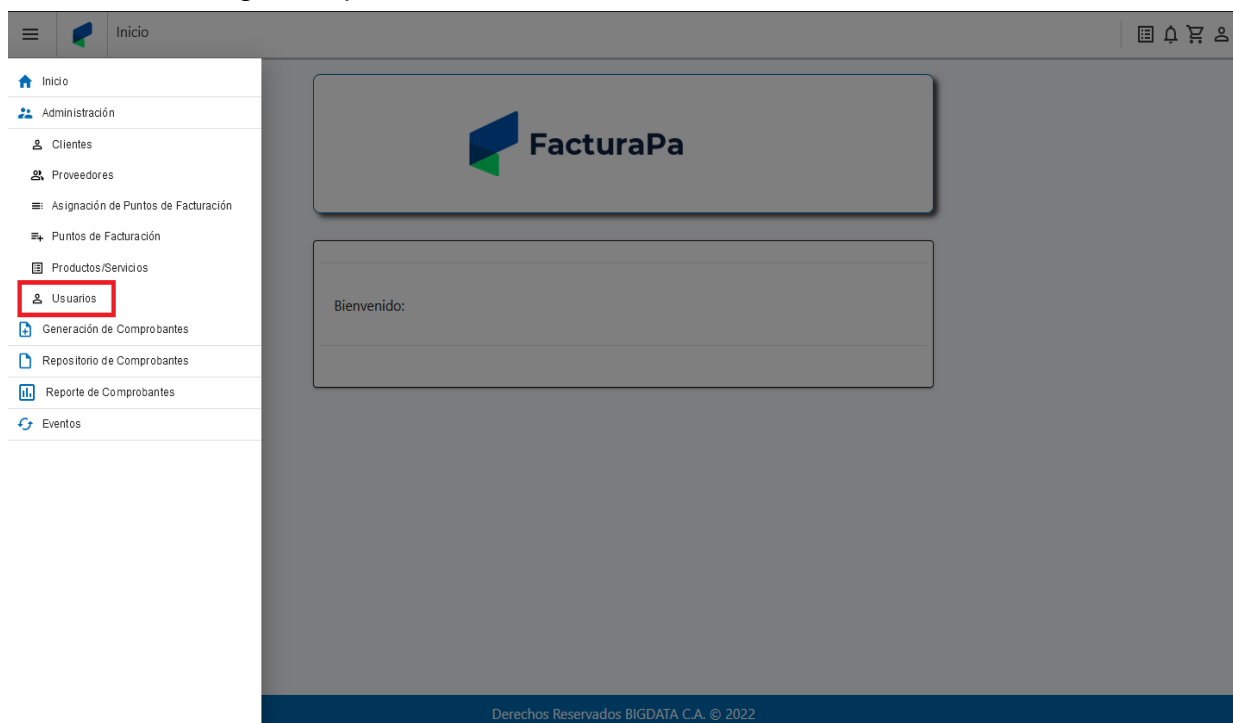 Inicio
Inicio
Administración
Clientes
Proveedores
Asignación de Puntos de Facturación
Puntos de Facturación
Productos/Servicios
Usuarios
Generación de Comprobantes
Repositorio de Comprobantes
Reporte de Comprobantes
Eventos
FacturaPa
Bienvenido:
Derechos Reservados BIGDATA C.A. © 2022